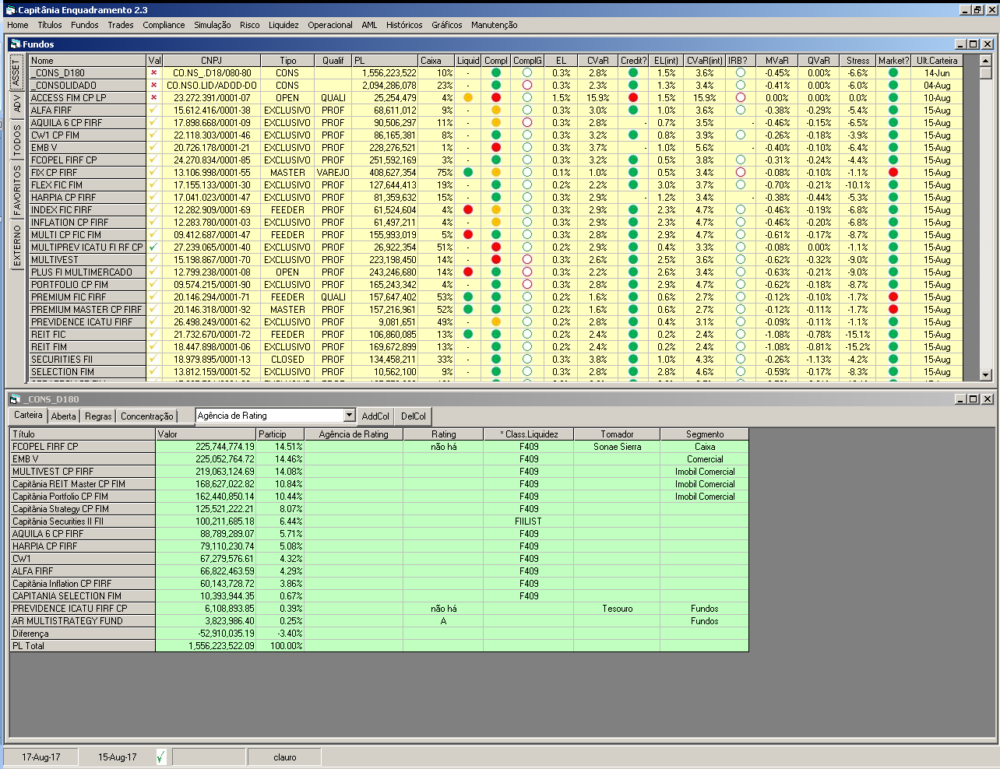 Capitânia Enquadramento 2.3
Home Títulos Fundos Trades Compliance Simulação Risco Liquidez Operacional AML Históricos Gráficos Manutenção
Fundos
ASSET
ADV
TODOS
FAVORITOS
EXTERNO
Nome Val CNPJ Tipo Qualif PL Caixa Liquid Compl ComplG EL CVaR Credit? EL(int) CVaR(int) IRB? MVaR QVaR Stress Market? Ult.Carteira
_CONS_D180 CO.NS_.D18/080-80 CONS 1,556,223,522 10% - 0.3% 2.8% 1.5% 3.6% -0.45% 0.00% -6.6% 14-Jun
_CONSOLIDADO CO.NSO.LID/ADOD-DO CONS 2,094,286,078 23% - 0.3% 2.3% 1.3% 3.4% -0.41% 0.00% -6.0% 04-Aug
ACCESS FIM CP LP 23.272.391/0001-07 OPEN QUALI 25,254,479 4% 1.5% 15.9% 1.5% 15.9% 0.00% 0.00% 0.0% 10-Aug
ALFA FIRF 15.612.416/0001-38 EXCLUSIVO PROF 68,611,012 9% - 0.3% 3.0% 1.0% 3.6% -0.38% -0.29% -5.4% 15-Aug
AQUILA 6 CP FIRF 17.898.668/0001-09 EXCLUSIVO PROF 90,506,297 11% - 0.3% 2.8% - 0.7% 3.5% - -0.46% -0.15% -6.5% 15-Aug
CW1 CP FIM 22.118.303/0001-46 EXCLUSIVO PROF 86,165,381 8% - 0.3% 3.2% 0.8% 3.9% -0.26% -0.18% -3.9% 15-Aug
EMB V 20.726.178/0001-21 EXCLUSIVO PROF 228,276,521 1% - 0.3% 3.7% - 1.0% 5.6% - -0.40% -0.10% -6.4% 15-Aug
FCOPEL FIRF CP 24.270.834/0001-85 EXCLUSIVO PROF 251,592,169 3% - 0.3% 3.2% 0.5% 3.8% -0.31% -0.24% -4.4% 15-Aug
FIX CP FIRF 13.106.998/0001-55 MASTER VAREJO 408,627,354 75% 0.1% 1.0% 0.5% 3.4% -0.08% -0.10% -1.1% 15-Aug
FLEX FIC FIM 17.155.133/0001-30 EXCLUSIVO PROF 127,644,413 19% - 0.2% 2.2% 3.0% 3.7% -0.70% -0.21% -10.1% 15-Aug
HARPIA CP FIRF 17.041.023/0001-47 EXCLUSIVO PROF 81,359,632 15% - 0.3% 2.9% - 1.2% 3.4% - -0.38% -0.44% -5.3% 15-Aug
INDEX FIC FIRF 12.282.909/0001-69 FEEDER PROF 61,524,604 4% 0.3% 2.9% 2.3% 4.7% -0.46% -0.19% -6.8% 15-Aug
INFLATION CP FIRF 12.283.780/0001-03 EXCLUSIVO PROF 61,497,211 4% - 0.3% 2.9% 2.3% 4.7% -0.46% -0.20% -6.8% 15-Aug
MULTI CP FIC FIM 09.412.687/0001-47 FEEDER PROF 155,993,019 5% 0.3% 2.8% 2.9% 4.7% -0.61% -0.17% -8.7% 15-Aug
MULTIPREV ICATU FI RF CP 27.239.065/0001-40 EXCLUSIVO PROF 26,922,354 51% - 0.2% 2.9% 0.4% 3.3% -0.08% 0.00% -1.1% 15-Aug
MULTIVEST 15.198.867/0001-70 EXCLUSIVO PROF 223,198,450 14% - 0.3% 2.6% 2.5% 3.6% -0.62% -0.32% -9.0% 15-Aug
PLUS FI MULTIMERCADO 12.799.238/0001-08 OPEN PROF 243,246,680 14% 0.3% 2.2% 2.6% 3.4% -0.63% -0.21% -9.0% 15-Aug
PORTFOLIO CP FIM 09.574.215/0001-90 EXCLUSIVO PROF 165,243,342 4% - 0.3% 2.8% 2.9% 4.7% -0.62% -0.18% -8.7% 15-Aug
PREMIUM FIC FIRF 20.146.294/0001-71 FEEDER QUALI 157,647,402 53% 0.2% 1.6% 0.6% 2.7% -0.12% -0.10% -1.7% 15-Aug
PREMIUM MASTER CP FIRF 20.146.318/0001-92 MASTER QUALI 157,216,961 52% 0.2% 1.6% 0.6% 2.7% -0.12% -0.11% -1.7% 15-Aug
PREVIDENCE ICATU FIRF 26.498.249/0001-62 EXCLUSIVO PROF 9,081,651 49% - 0.2% 2.8% 0.4% 3.1% -0.09% -0.11% -1.1% 15-Aug
REIT FIC 21.732.670/0001-72 FEEDER PROF 106,860,085 13% 0.2% 2.4% 0.2% 2.4% -1.08% -0.78% -15.1% 15-Aug
REIT FIM 18.447.898/0001-06 EXCLUSIVO PROF 169,672,899 13% - 0.2% 2.4% 0.2% 2.4% -1.08% -0.81% -15.2% 15-Aug
SECURITIES FII 18.979.895/0001-13 CLOSED PROF 134,458,211 33% - 0.3% 3.8% 1.0% 4.3% -0.26% -1.13% -4.2% 15-Aug
SELECTION FIM 13.812.159/0001-52 EXCLUSIVO PROF 10,562,100 9% - 0.3% 2.8% 2.8% 4.6% -0.59% -0.17% -8.3% 15-Aug
_CONS_D180
Carteira Aberta Regras Concentração Agência de Rating AddCol DelCol
Título Valor Particip Agência de Rating Rating * Class.Liquidez Tomador Segmento
FCOPEL FIRF CP 225,744,774.19 14.51% não há F409 Sonae Sierra Caixa
EMB V 225,052,764.72 14.46% F409 Comercial
MULTIVEST CP FIRF 219,063,124.69 14.08% F409 Imobil Comercial
Capitânia REIT Master CP FIM 168,627,022.82 10.84% F409 Imobil Comercial
Capitânia Portfolio CP FIM 162,440,850.14 10.44% F409 Imobil Comercial
Capitânia Strategy CP FIM 125,521,222.21 8.07% F409
Capitânia Securities II FII 100,211,685.18 6.44% FIILIST
AQUILA 6 CP FIRF 88,789,289.07 5.71% F409
HARPIA CP FIRF 79,110,230.74 5.08% F409
CW1 67,279,576.61 4.32% F409
ALFA FIRF 66,822,463.59 4.29% F409
Capitânia Inflation CP FIRF 60,143,728.72 3.86% F409
CAPITANIA SELECTION FIM 10,393,944.35 0.67% F409
PREVIDENCE ICATU FIRF CP 6,108,893.85 0.39% não há Tesouro Fundos
AR MULTISTRATEGY FUND 3,823,986.40 0.25% A Fundos
Diferença -52,910,035.19 -3.40%
PL Total 1,556,223,522.09 100.00%
17-Aug-17 15-Aug-17 clauro